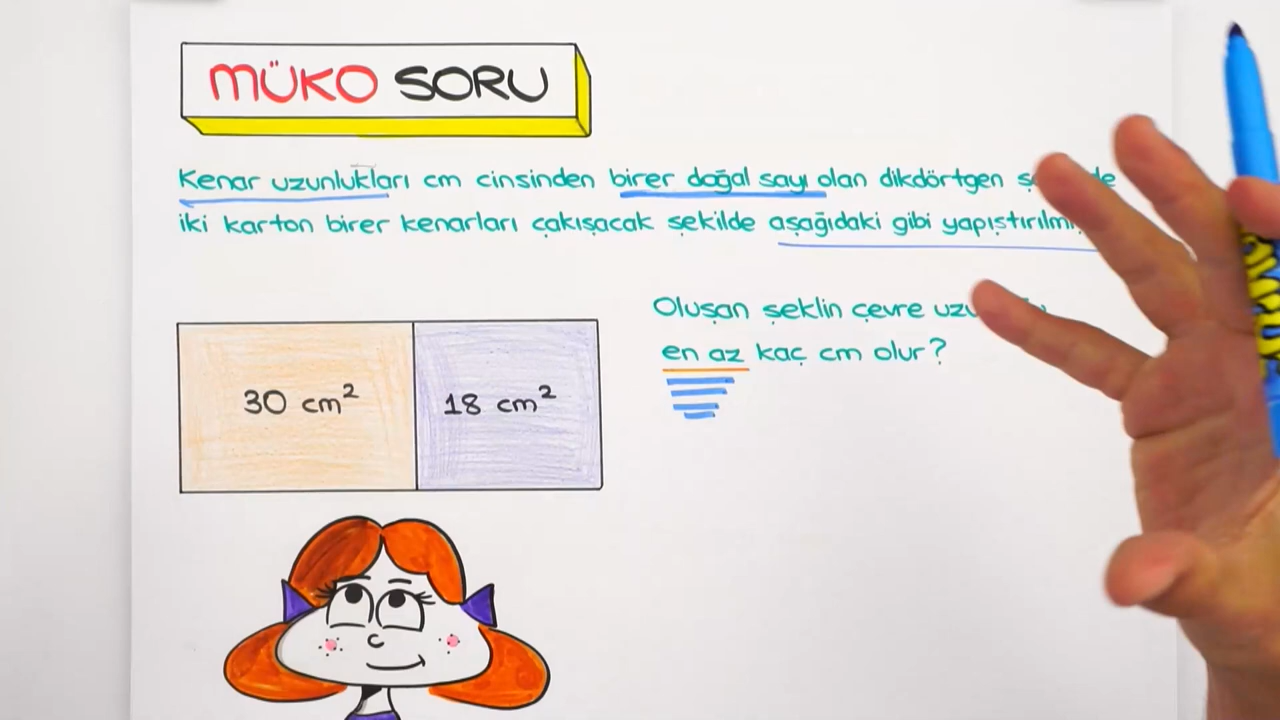 MÜKO SORU
Kenar uzunlukları cm cinsinden birer doğal sayı olan dikdörtgen
iki karton birer kenarları çakışacak şekilde aşağıdaki gibi
Oluşan şeklin çevre
en az kaç cm olur?
30 cm²
18 cm²